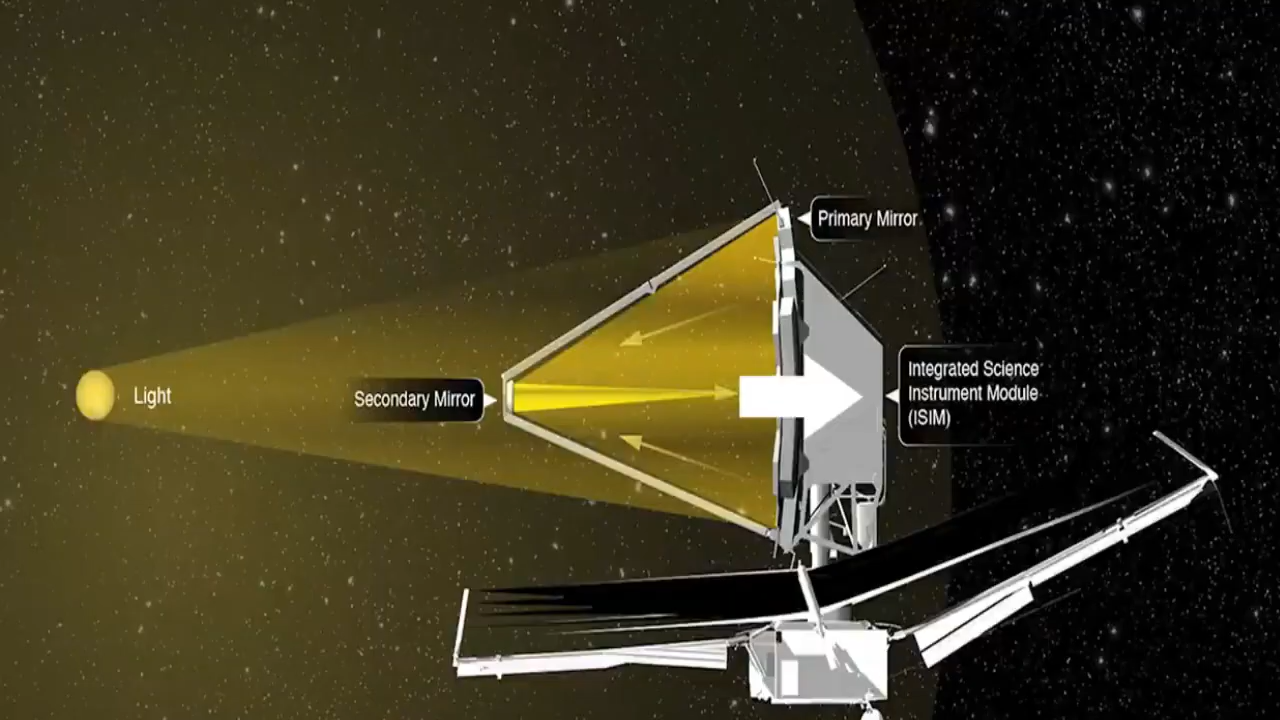 Primary Mirror
Light
Secondary Mirror
Integrated Science
Instrument Module
(ISIM)